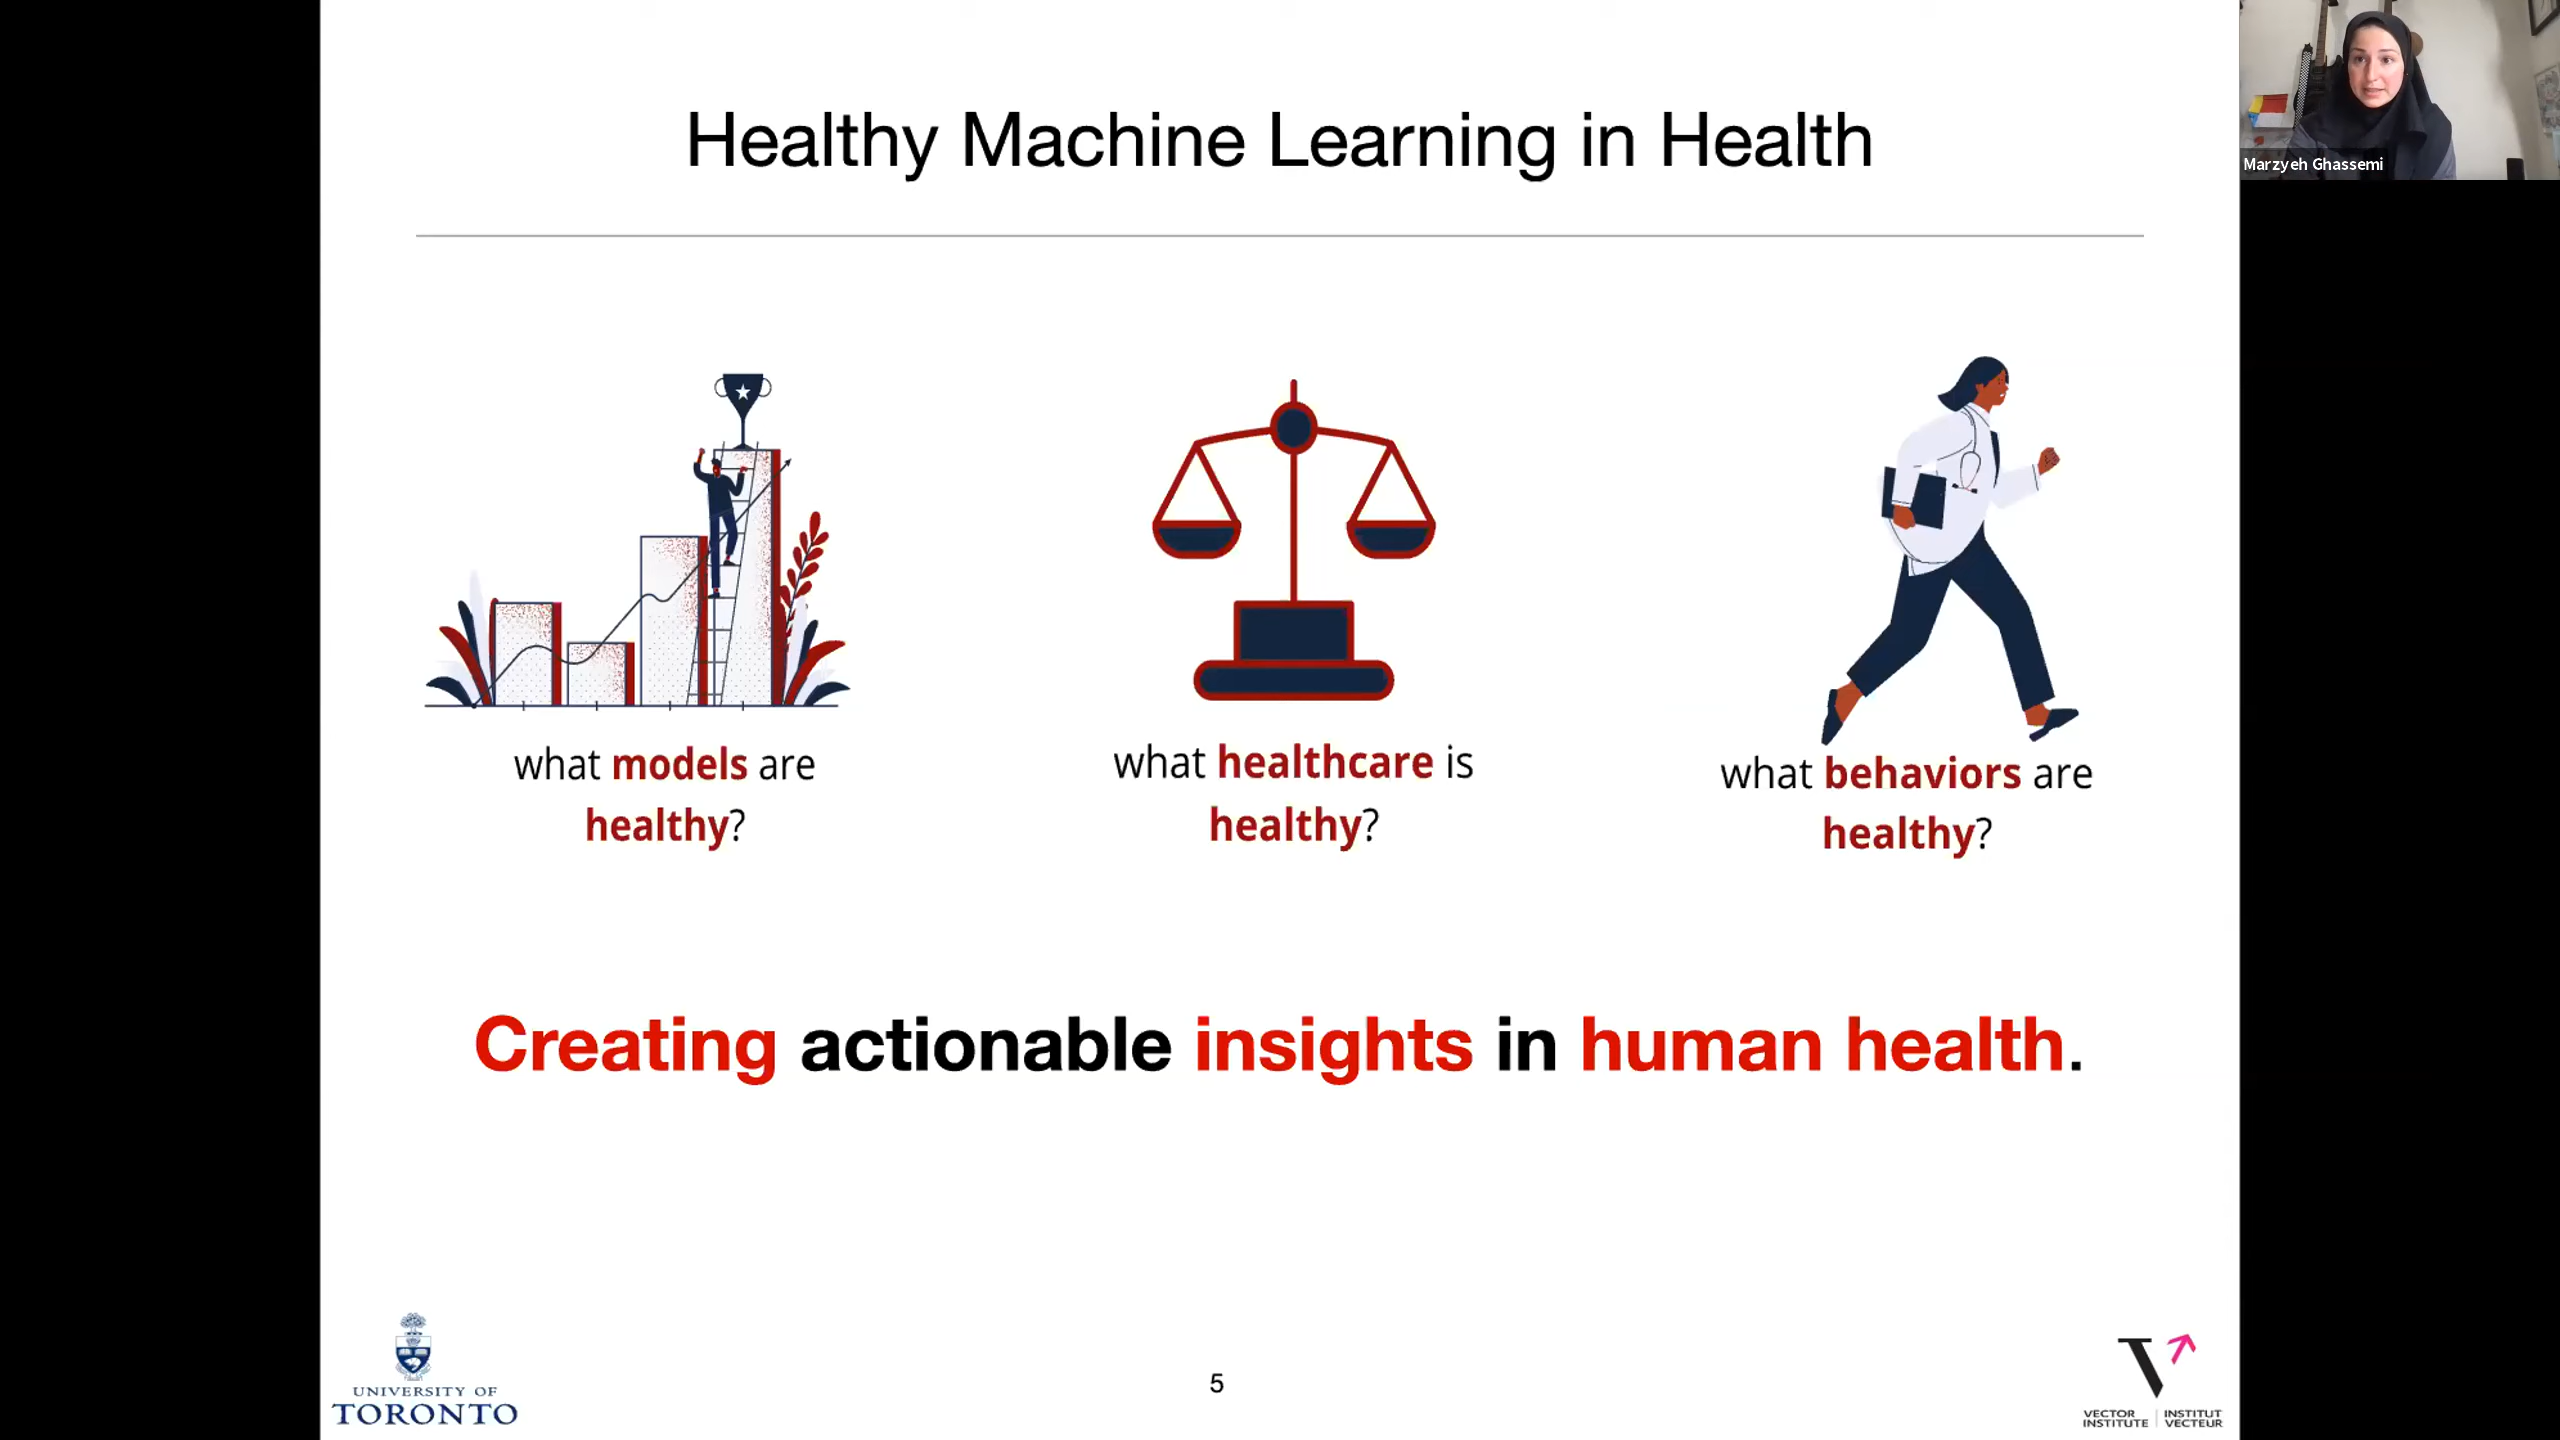 Healthy Machine Learning in Health
Marzyeh Ghassemi
what models are
healthy?
what healthcare is
healthy?
what behaviors are
healthy?
Creating actionable insights in human health.
UNIVERSITY OF
TORONTO
5
VECTOR INSTITUT
INSTITUTE VECTEUR